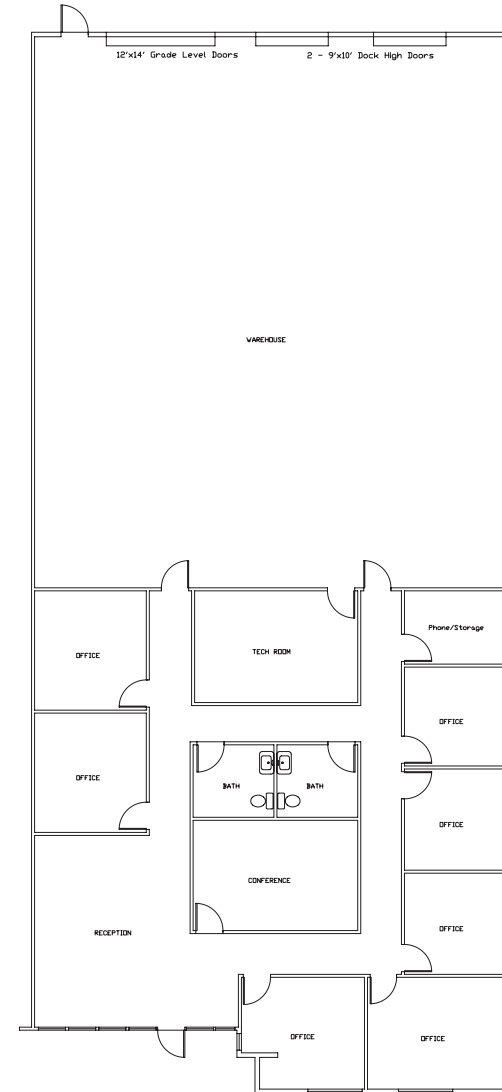 12'x14' Grade Level Doors
2 - 9'x10' Dock High Doors
WAREHOUSE
Phone/Storage
TECH ROOM
OFFICE
OFFICE
OFFICE
BATH
BATH
OFFICE
CONFERENCE
OFFICE
RECEPTION
OFFICE
OFFICE